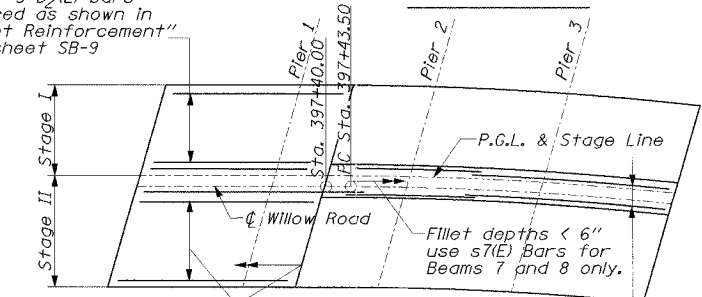 ced as shown in
t Reinforcement"
sheet SB-9
Pier 1
Sta. 397+40.00
P.C. Sta. 397+43.50
Pier 2
Pier 3
Stage I
Stage II
P.G.L. & Stage Line
℄ Willow Road
Fillet depths < 6"
use s7(E) Bars for
Beams 7 and 8 only.